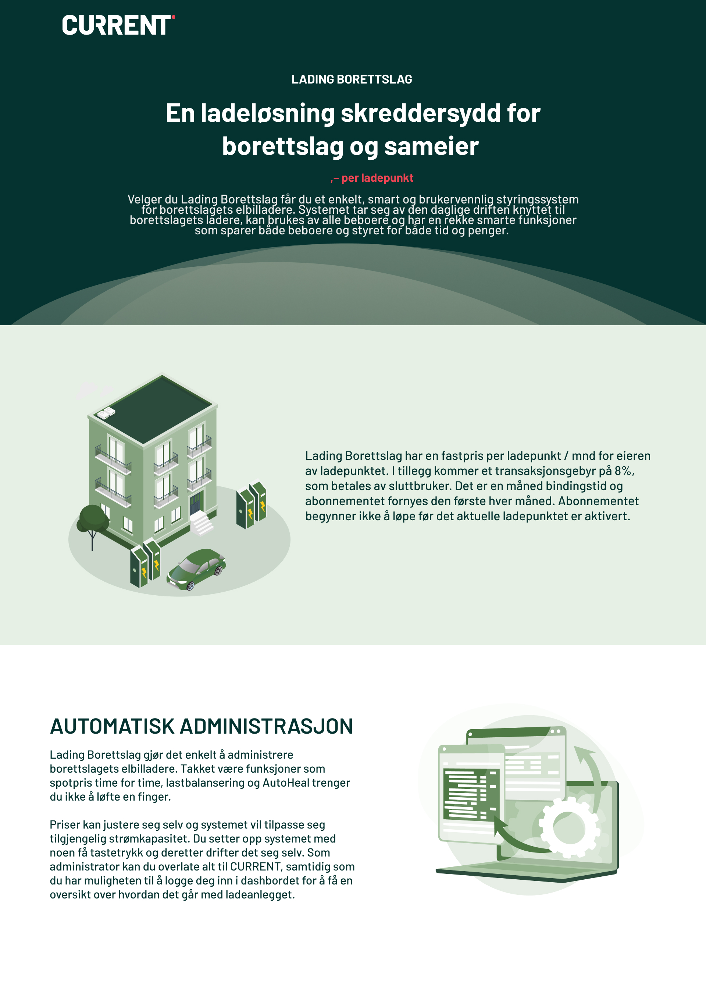 CURRENT
LADING BORETTSLAG
En ladeløsning skreddersydd for
borettslag og sameier
,– per ladepunkt
Velger du Lading Borettslag får du et enkelt, smart og brukervennlig styringssystem
for borettslagets elbilladere. Systemet tar seg av den daglige driften knyttet til
borettslagets ladere, kan brukes av alle beboere og har en rekke smarte funksjoner
som sparer både beboere og styret for både tid og penger.
Lading Borettslag har en fastpris per ladepunkt / mnd for eieren
av ladepunktet. I tillegg kommer et transaksjonsgebyr på 8%,
som betales av sluttbruker. Det er en måned bindingstid og
abonnementet fornyes den første hver måned. Abonnementet
begynner ikke å løpe før det aktuelle ladepunktet er aktivert.
AUTOMATISK ADMINISTRASJON
Lading Borettslag gjør det enkelt å administrere
borettslagets elbilladere. Takket være funksjoner som
spotpris time for time, lastbalansering og AutoHeal trenger
du ikke å løfte en finger.
Priser kan justere seg selv og systemet vil tilpasse seg
tilgjengelig strømkapasitet. Du setter opp systemet med
noen få tastetrykk og deretter drifter det seg selv. Som
administrator kan du overlate alt til CURRENT, samtidig som
du har muligheten til å logge deg inn i dashbordet for å få en
oversikt over hvordan det går med ladeanlegget.